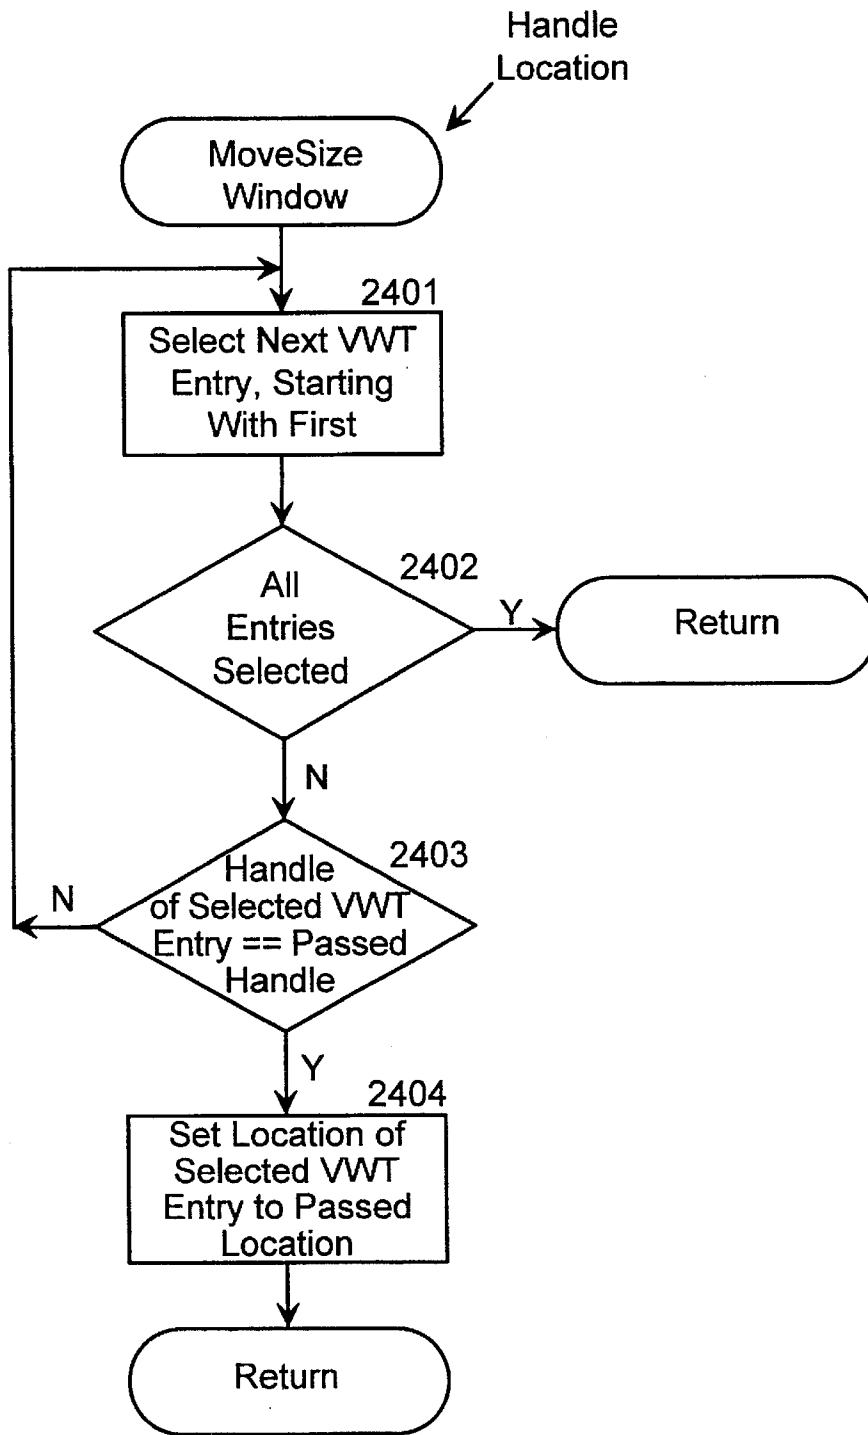 Handle
Location
MoveSize
Window
2401
Select Next VWT
Entry, Starting
With First
2402
All
Entries
Selected
Y
Return
N
2403
Handle
of Selected VWT
Entry == Passed
Handle
N
Y
2404
Set Location of
Selected VWT
Entry to Passed
Location
Return